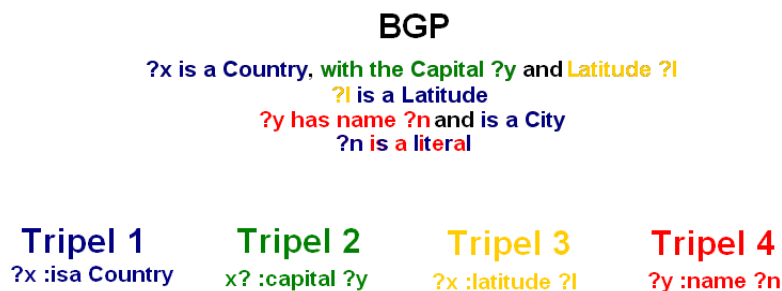 BGP
?x is a Country, with the Capital ?y and Latitude ?l
?l is a Latitude
?y has name ?n and is a City
?n is a literal
Tripel 1 Tripel 2 Tripel 3 Tripel 4
?x :isa Country x? :capital ?y ?x :latitude ?l ?y :name ?n